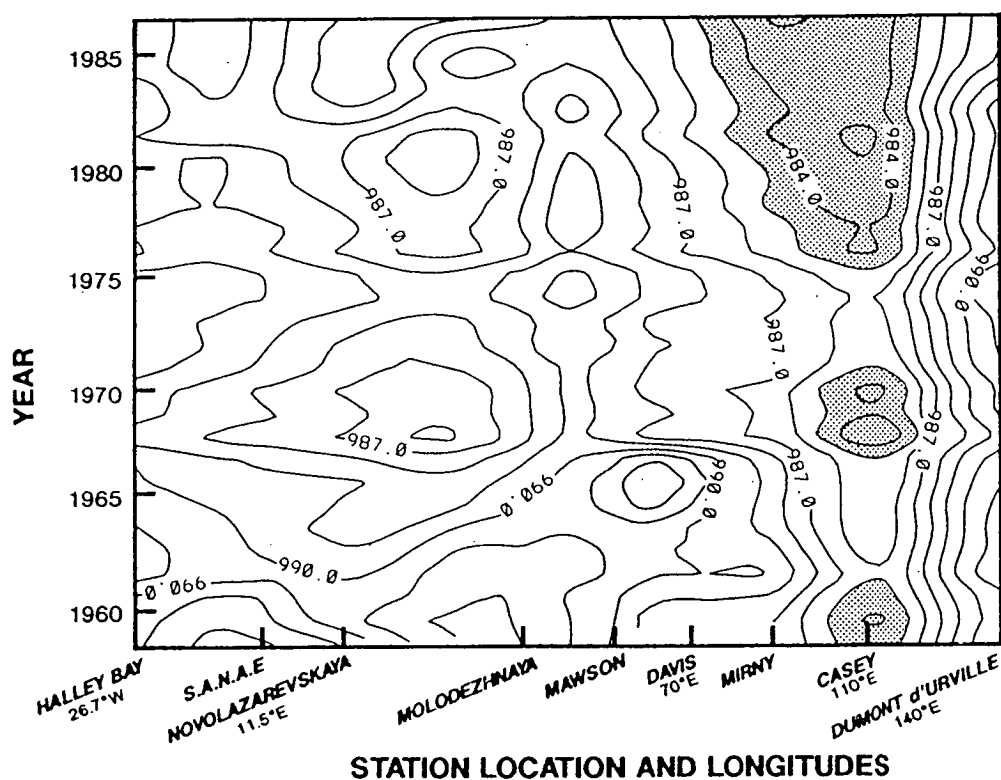 1985
1980
1975
1970
1965
1960
YEAR
987.0
984.0
984.0
987.0
987.0
987.0
990.0
987.0
987.0
987.0
987.0
990.0
990.0
990.0
990.0
HALLEY BAY
26.7°W
S.A.N.A.E
NOVOLAZAREVSKAYA
11.5°E
MOLODEZHNAYA
MAWSON
DAVIS
70°E
MIRNY
CASEY
110°E
DUMONT d'URVILLE
140°E
STATION LOCATION AND LONGITUDES